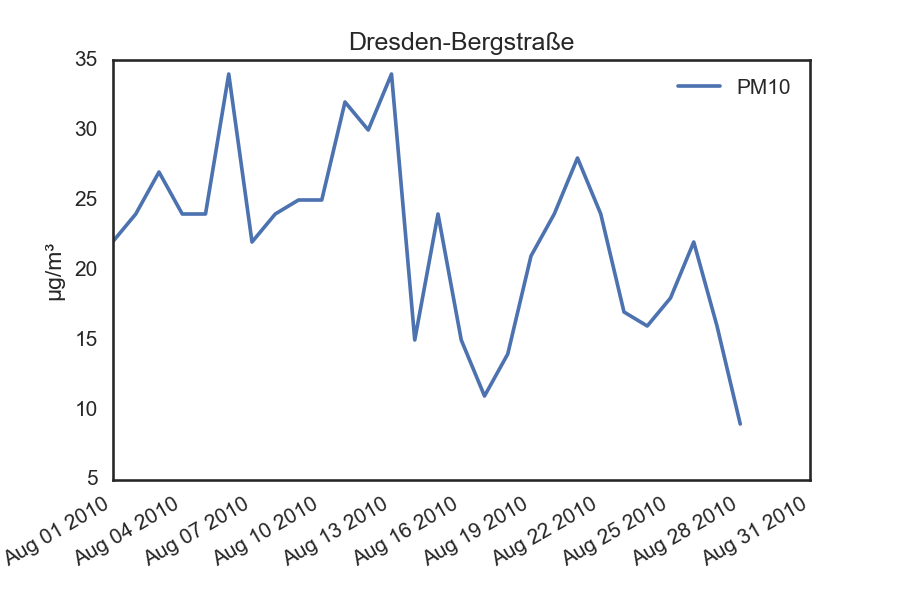 Dresden-Bergstraße
35
30
25
20
15
10
5
µg/m³
PM10
Aug 01 2010
Aug 04 2010
Aug 07 2010
Aug 10 2010
Aug 13 2010
Aug 16 2010
Aug 19 2010
Aug 22 2010
Aug 25 2010
Aug 28 2010
Aug 31 2010